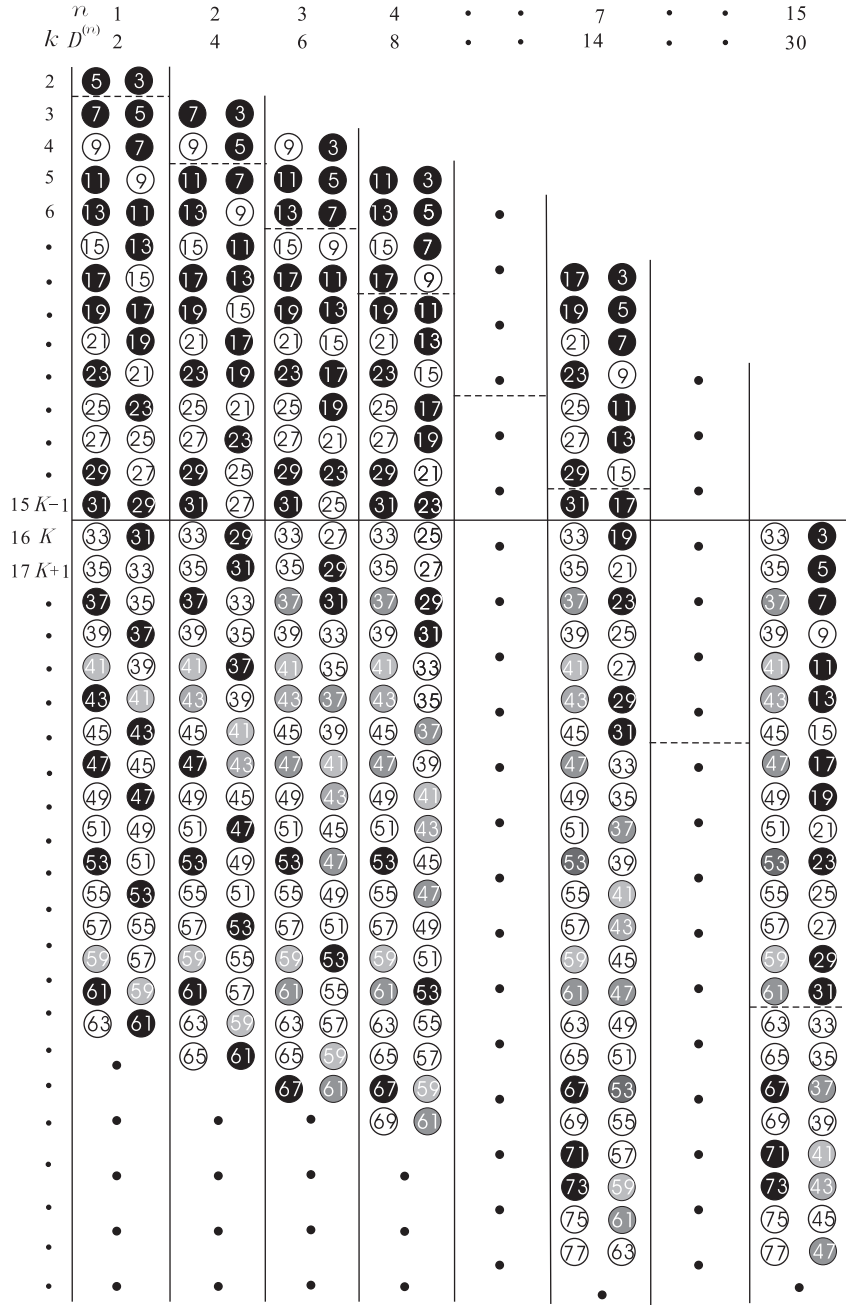 n 1 2 3 4 · · 7 · · 15
k D⁽ⁿ⁾ 2 4 6 8 · · 14 · · 30
2 5 3
3 7 5 7 3
4 9 7 9 5 9 3
5 11 9 11 7 11 5 11 3
6 13 11 13 9 13 7 13 5
15 13 15 11 15 9 15 7
17 15 17 13 17 11 17 9 17 3
19 17 19 15 19 13 19 11 19 5
21 19 21 17 21 15 21 13 21 7
23 21 23 19 23 17 23 15 23 9
25 23 25 21 25 19 25 17 25 11
27 25 27 23 27 21 27 19 27 13
29 27 29 25 29 23 29 21 29 15
15 K−1 31 29 31 27 31 25 31 23 31 17
16 K 33 31 33 29 33 27 33 25 33 19 33 3
17 K+1 35 33 35 31 35 29 35 27 35 21 35 5
37 35 37 33 37 31 37 29 37 23 37 7
39 37 39 35 39 33 39 31 39 25 39 9
41 39 41 37 41 35 41 33 41 27 41 11
43 41 43 39 43 37 43 35 43 29 43 13
45 43 45 41 45 39 45 37 45 31 45 15
47 45 47 43 47 41 47 39 47 33 47 17
49 47 49 45 49 43 49 41 49 35 49 19
51 49 51 47 51 45 51 43 51 37 51 21
53 51 53 49 53 47 53 45 53 39 53 23
55 53 55 51 55 49 55 47 55 41 55 25
57 55 57 53 57 51 57 49 57 43 57 27
59 57 59 55 59 53 59 51 59 45 59 29
61 59 61 57 61 55 61 53 61 47 61 31
63 61 63 59 63 57 63 55 63 49 63 33
65 61 65 59 65 57 65 51 65 35
67 61 67 59 67 53 67 37
69 61 69 55 69 39
71 57 71 41
73 59 73 43
75 61 75 45
77 63 77 47